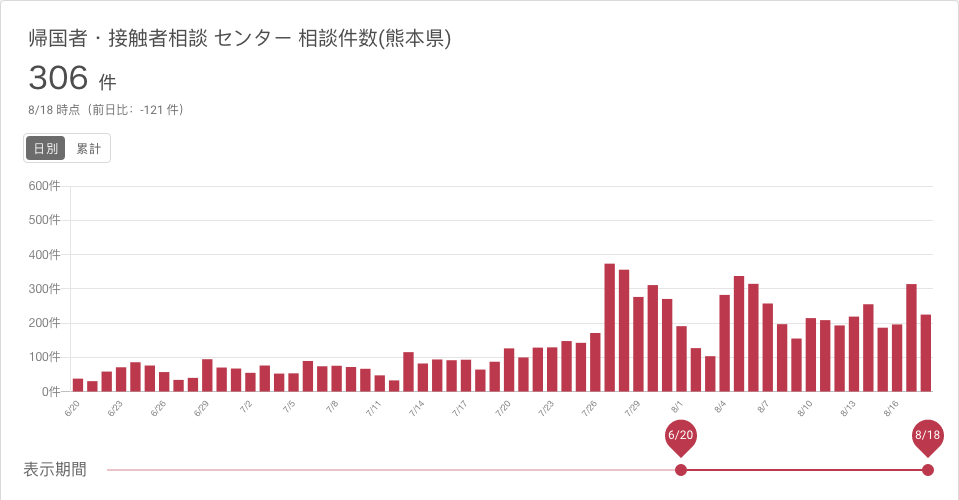 帰国者・接触者相談 センター 相談件数(熊本県)
306 件
8/18 時点（前日比：-121 件）
日別 累計
600件
500件
400件
300件
200件
100件
0件
6/20 6/23 6/26 6/29 7/2 7/5 7/8 7/11 7/14 7/17 7/20 7/23 7/26 7/29 8/1 8/4 8/7 8/10 8/13 8/16
6/20 8/18
表示期間